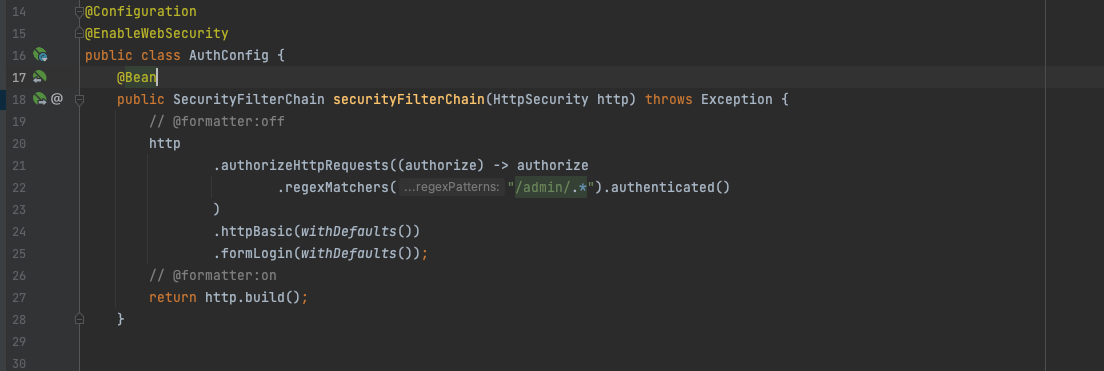 14 @Configuration
15 @EnableWebSecurity
16 public class AuthConfig {
17 @Bean
18 @ public SecurityFilterChain securityFilterChain(HttpSecurity http) throws Exception {
19 // @formatter:off
20 http
21 .authorizeHttpRequests((authorize) -> authorize
22 .regexMatchers( ...regexPatterns: "/admin/.*").authenticated()
23 )
24 .httpBasic(withDefaults())
25 .formLogin(withDefaults());
26 // @formatter:on
27 return http.build();
28 }
29
30